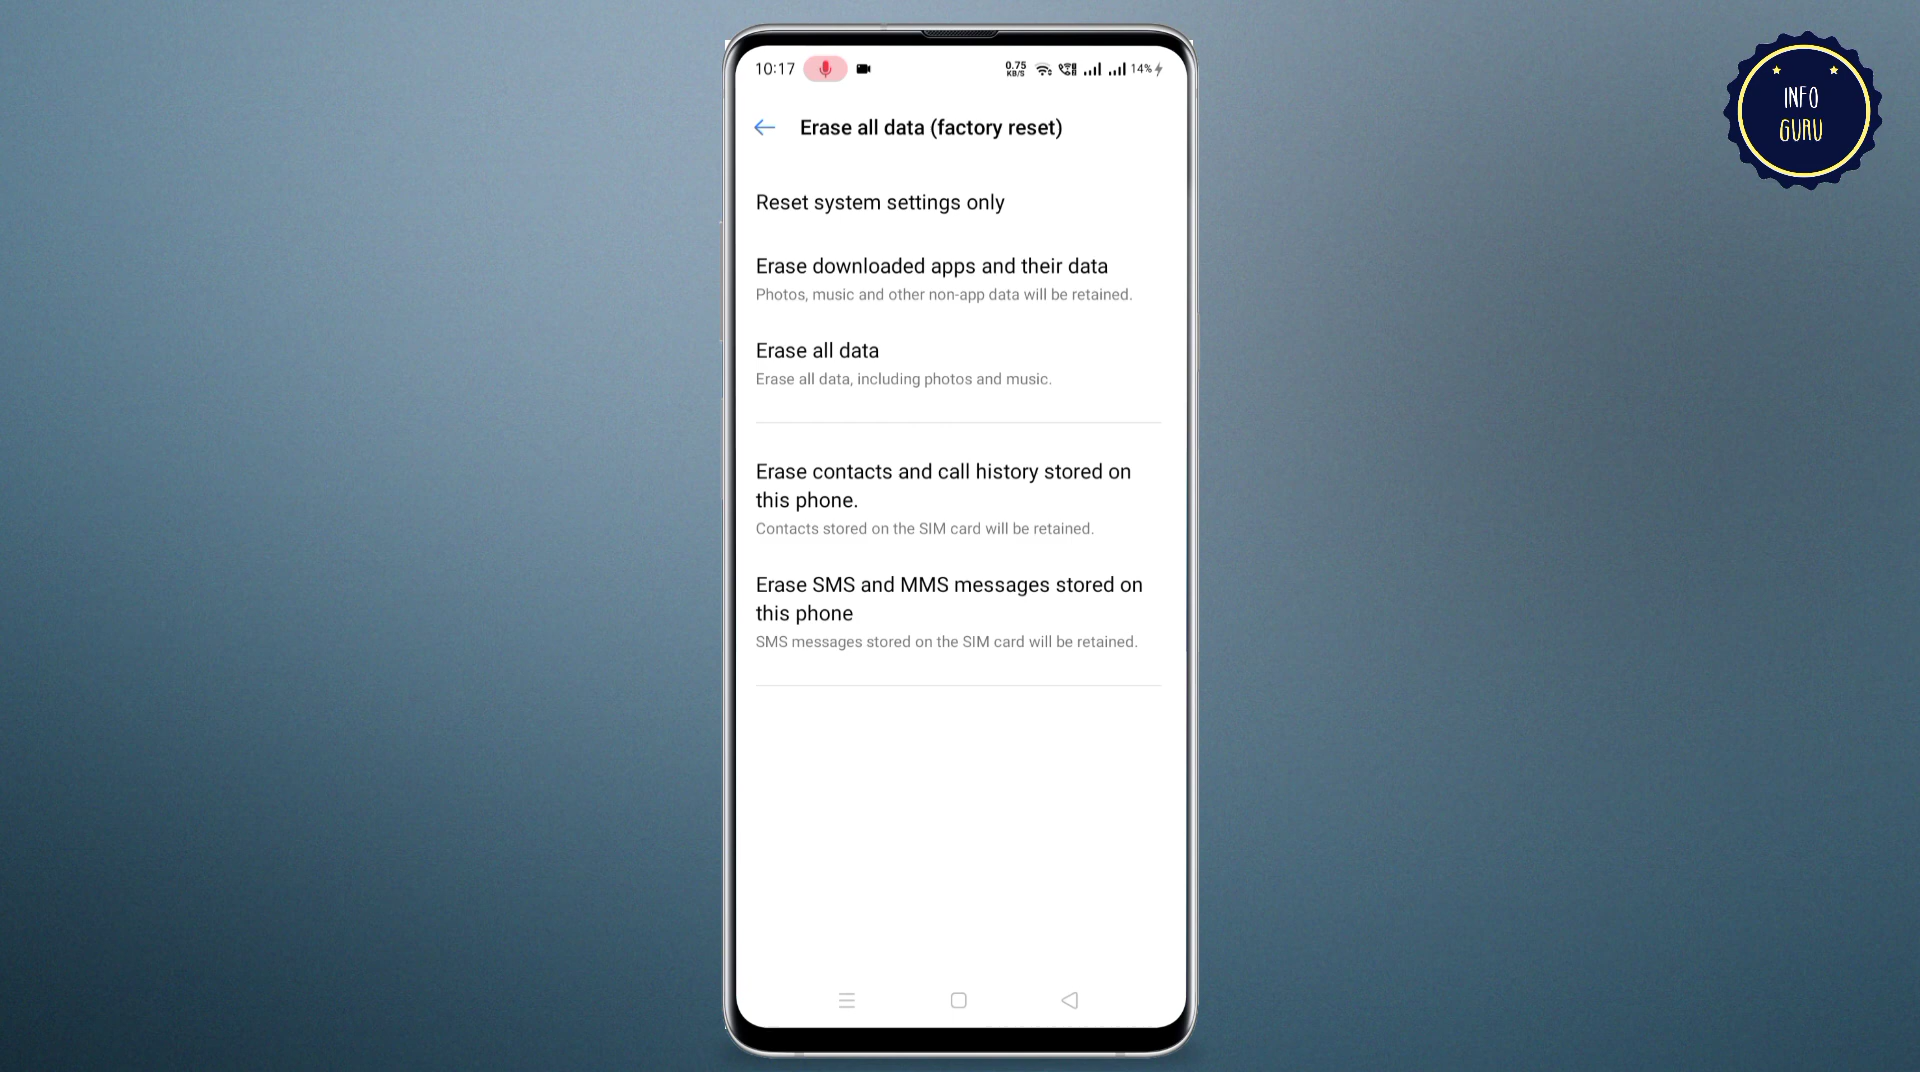 10:17
0.75
KB/S
14%
Erase all data (factory reset)
Reset system settings only
Erase downloaded apps and their data
Photos, music and other non-app data will be retained.
Erase all data
Erase all data, including photos and music.
Erase contacts and call history stored on
this phone.
Contacts stored on the SIM card will be retained.
Erase SMS and MMS messages stored on
this phone
SMS messages stored on the SIM card will be retained.
INFO
GURU